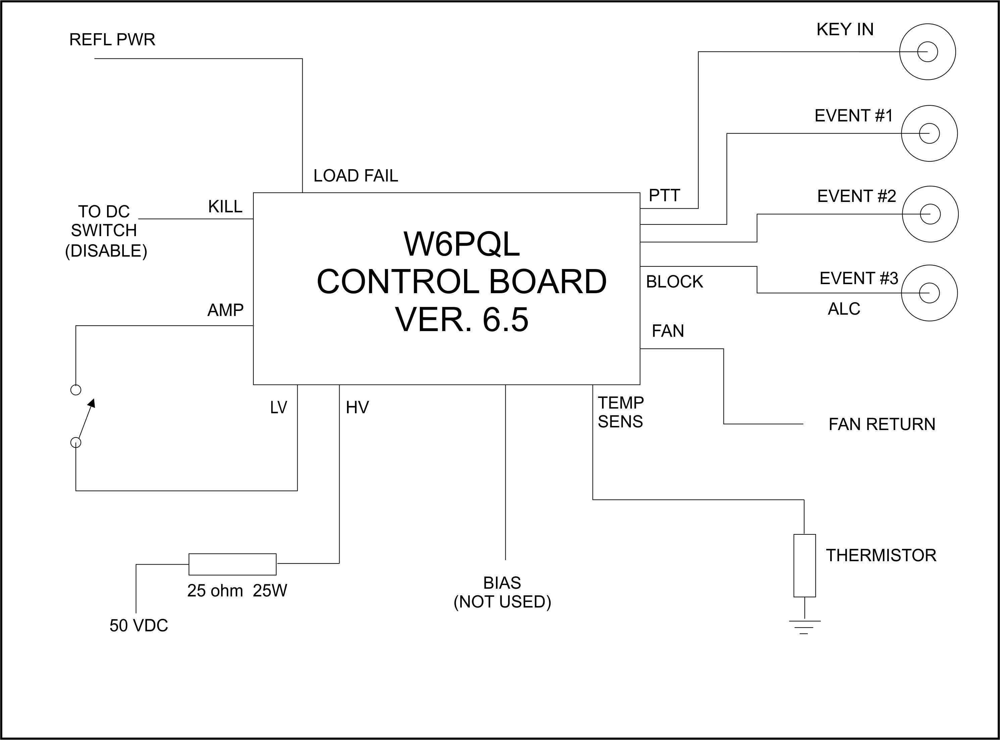 KEY IN
REFL PWR
EVENT #1
LOAD FAIL
PTT
EVENT #2
KILL
TO DC
SWITCH
(DISABLE)
W6PQL
CONTROL BOARD
VER. 6.5
BLOCK
EVENT #3
ALC
AMP
FAN
LV
HV
TEMP
SENS
FAN RETURN
THERMISTOR
25 ohm 25W
BIAS
(NOT USED)
50 VDC